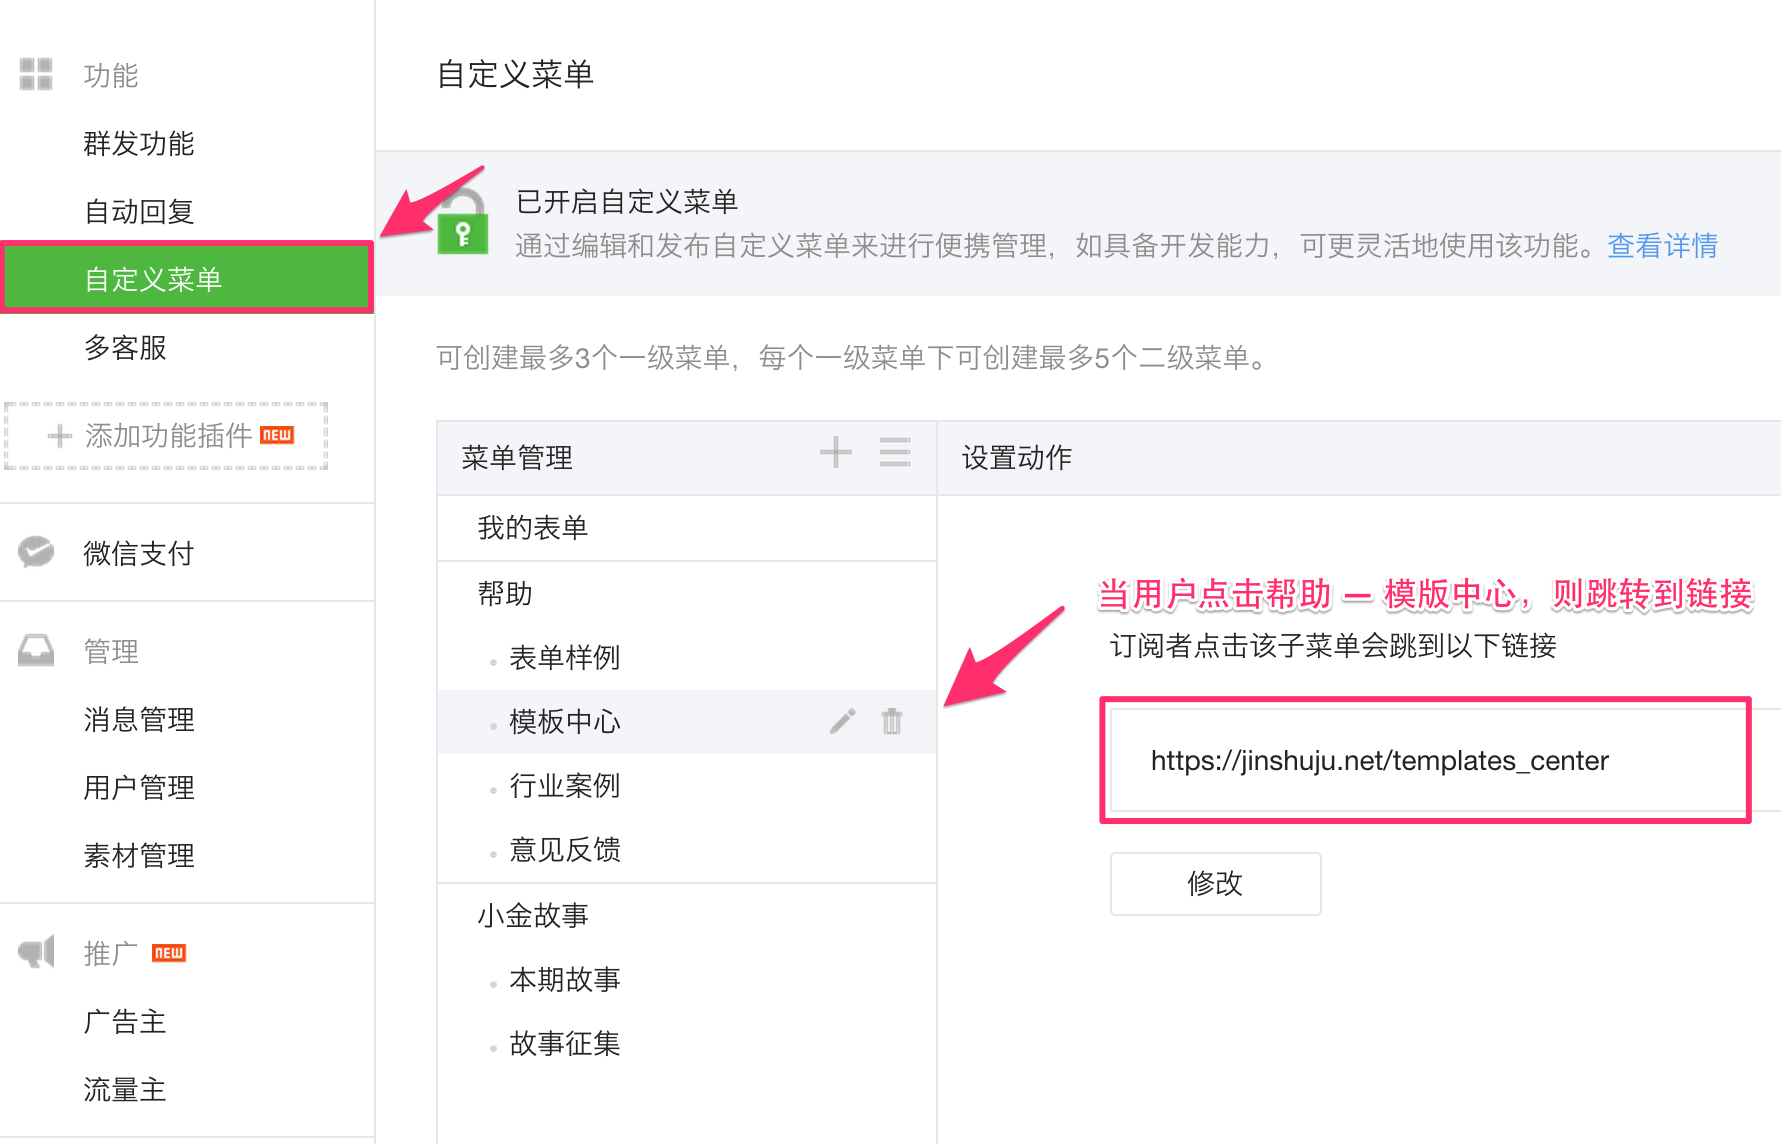 功能
群发功能
自动回复
自定义菜单
多客服
添加功能插件 NEW
微信支付
管理
消息管理
用户管理
素材管理
推广 NEW
广告主
流量主
自定义菜单
已开启自定义菜单
通过编辑和发布自定义菜单来进行便携管理，如具备开发能力，可更灵活地使用该功能。查看详情
可创建最多3个一级菜单，每个一级菜单下可创建最多5个二级菜单。
菜单管理
我的表单
帮助
表单样例
模板中心
行业案例
意见反馈
小金故事
本期故事
故事征集
设置动作
当用户点击帮助 — 模版中心，则跳转到链接
订阅者点击该子菜单会跳到以下链接
https://jinshuju.net/templates_center
修改